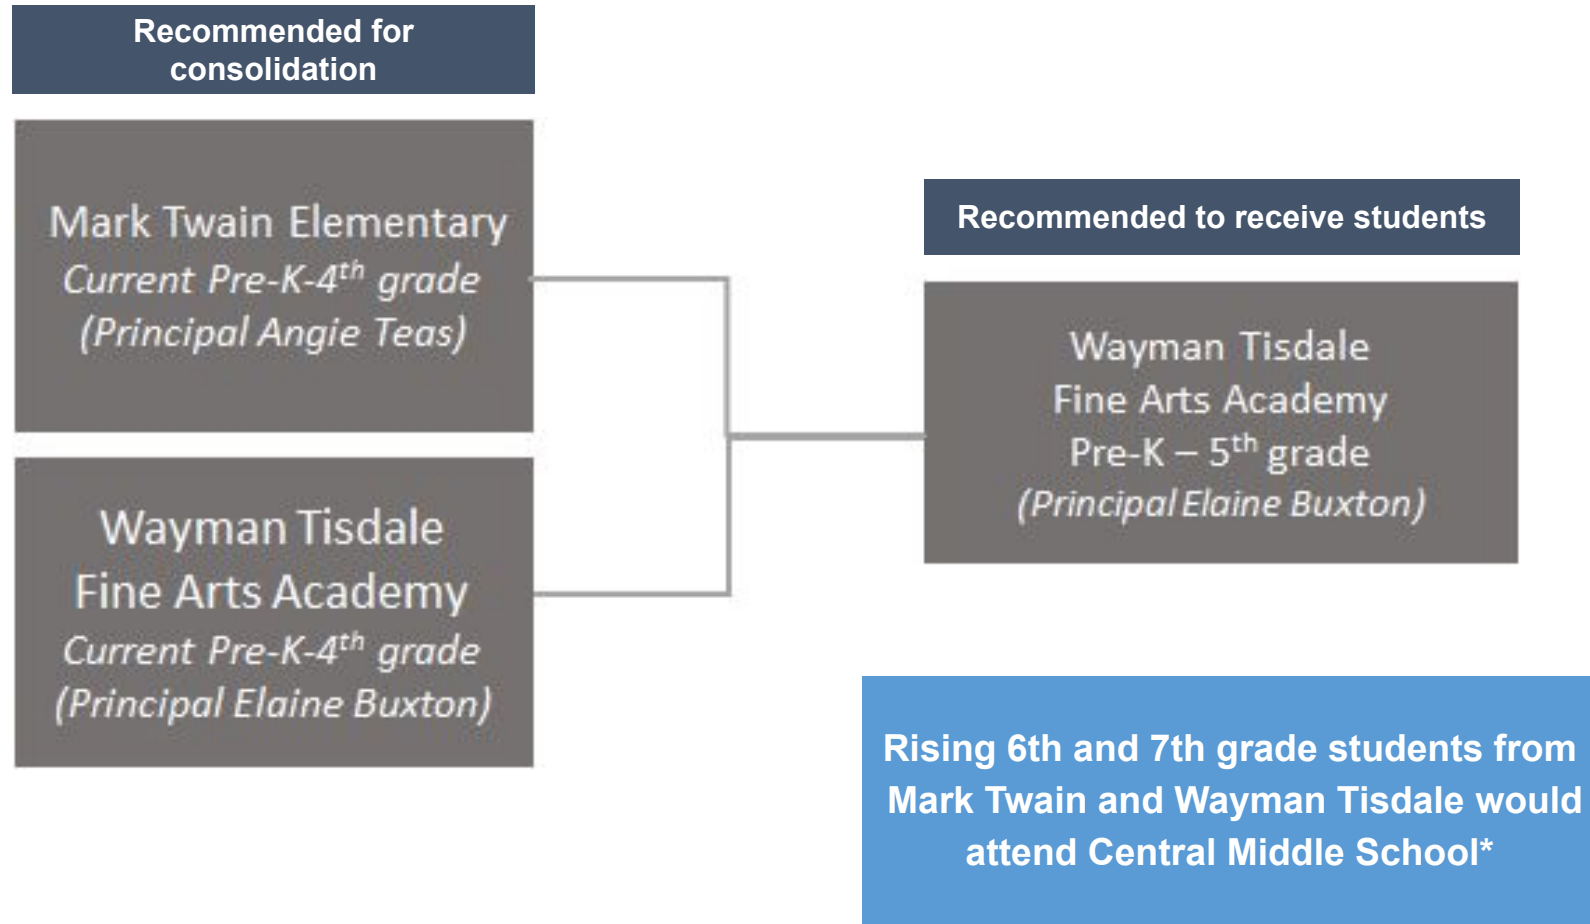 Recommended for
consolidation
Mark Twain Elementary
Current Pre-K-4th grade
(Principal Angie Teas)
Wayman Tisdale
Fine Arts Academy
Current Pre-K-4th grade
(Principal Elaine Buxton)
Recommended to receive students
Wayman Tisdale
Fine Arts Academy
Pre-K – 5th grade
(Principal Elaine Buxton)
Rising 6th and 7th grade students from
Mark Twain and Wayman Tisdale would
attend Central Middle School*